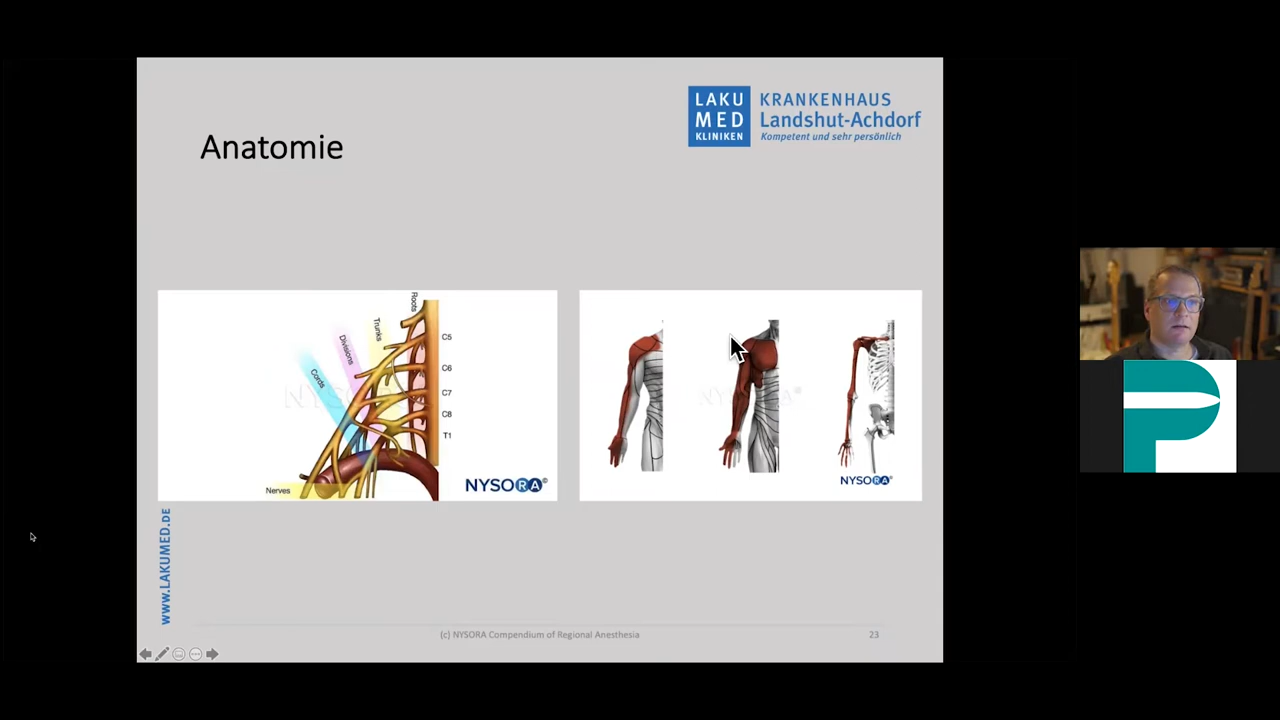 LAKU
MED
KLINIKEN
KRANKENHAUS
Landshut-Achdorf
Kompetent und sehr persönlich
Anatomie
Roots
Trunks
Divisions
Cords
C5
C6
C7
C8
T1
Nerves
NYSORA©
NYSORA
NYSORA®
WWW.LAKUMED.DE
(c) NYSORA Compendium of Regional Anesthesia
23